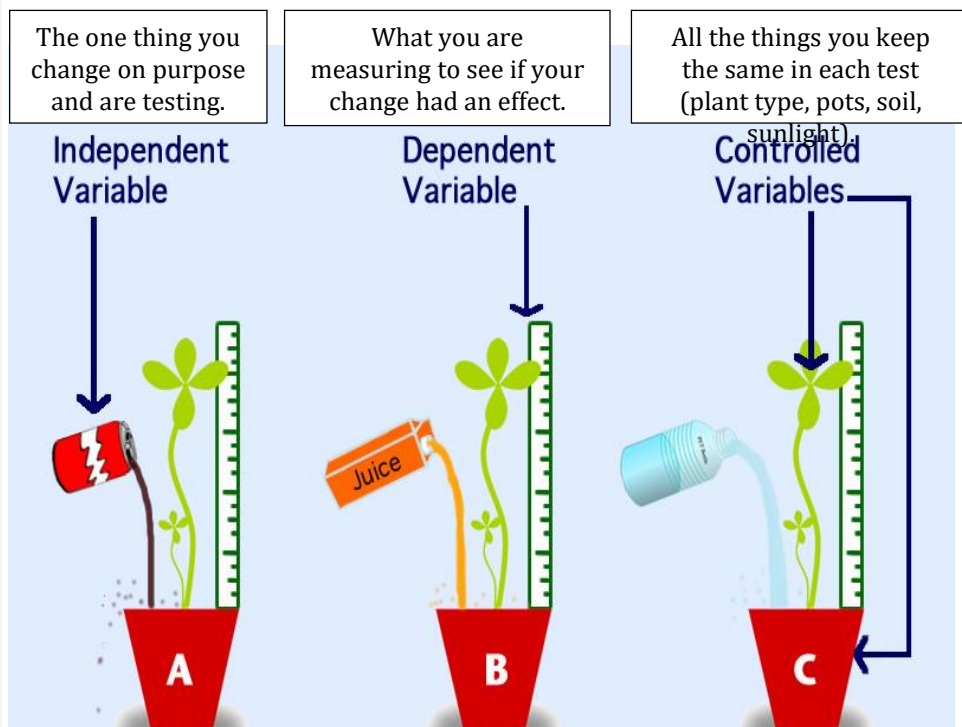 The one thing you
change on purpose
and are testing.
What you are
measuring to see if your
change had an effect.
All the things you keep
the same in each test
(plant type, pots, soil,
sunlight).
Independent
Variable
Dependent
Variable
Controlled
Variables
Juice
A
B
C